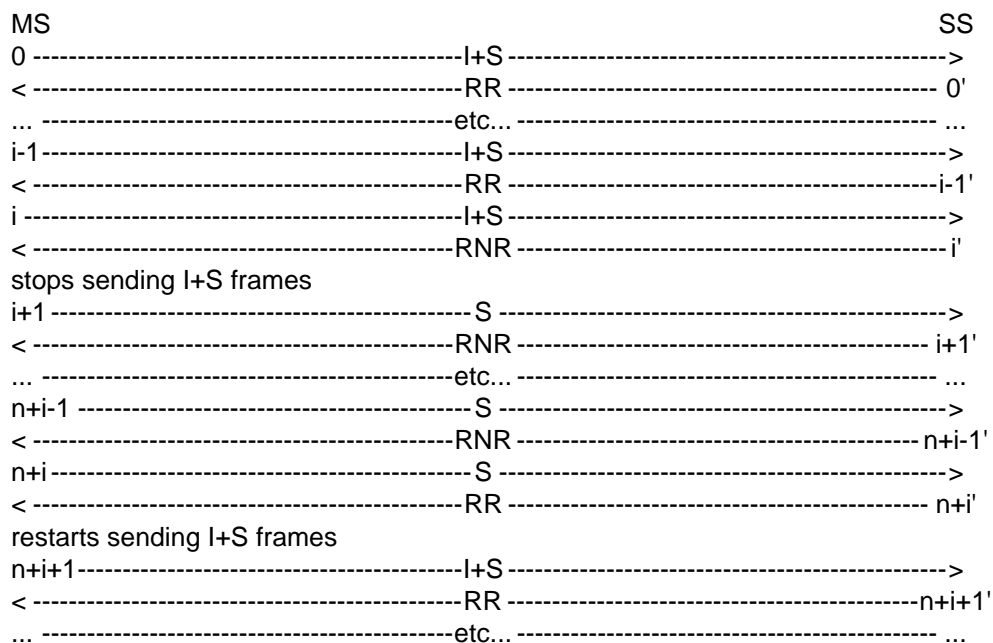 MS SS
0 ------------------------------------------------I+S -------------------------------------------------->
< ------------------------------------------------RR ------------------------------------------------ 0'
... ----------------------------------------------etc... ----------------------------------------------- ...
i-1-----------------------------------------------I+S -------------------------------------------------->
< ------------------------------------------------RR ------------------------------------------------i-1'
i -------------------------------------------------I+S -------------------------------------------------->
< -----------------------------------------------RNR------------------------------------------------ i'
stops sending I+S frames
i+1 ----------------------------------------------- S -------------------------------------------------->
< -----------------------------------------------RNR ---------------------------------------------- i+1'
... ----------------------------------------------etc... ----------------------------------------------- ...
n+i-1 -------------------------------------------- S -------------------------------------------------->
< -----------------------------------------------RNR --------------------------------------------- n+i-1'
n+i----------------------------------------------- S -------------------------------------------------->
< ------------------------------------------------RR ----------------------------------------------- n+i'
restarts sending I+S frames
n+i+1-------------------------------------------I+S -------------------------------------------------->
< ------------------------------------------------RR ----------------------------------------------n+i+1'
... ----------------------------------------------etc... ----------------------------------------------- ...